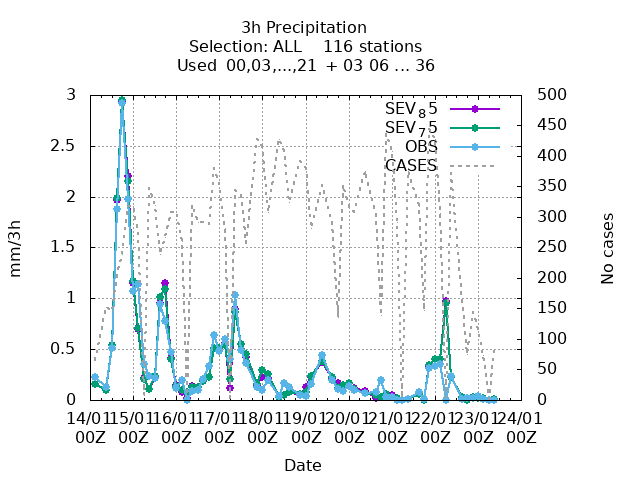 3h Precipitation
Selection: ALL 116 stations
Used 00,03,...,21 + 03 06 ... 36
3
2.5
2
1.5
1
0.5
0
mm/3h
500
450
400
350
300
250
200
150
100
50
0
No cases
SEV₈5
SEV₇5
OBS
CASES
14/01 15/01 16/01 17/01 18/01 19/01 20/01 21/01 22/01 23/01 24/01
00Z 00Z 00Z 00Z 00Z 00Z 00Z 00Z 00Z 00Z 00Z
Date